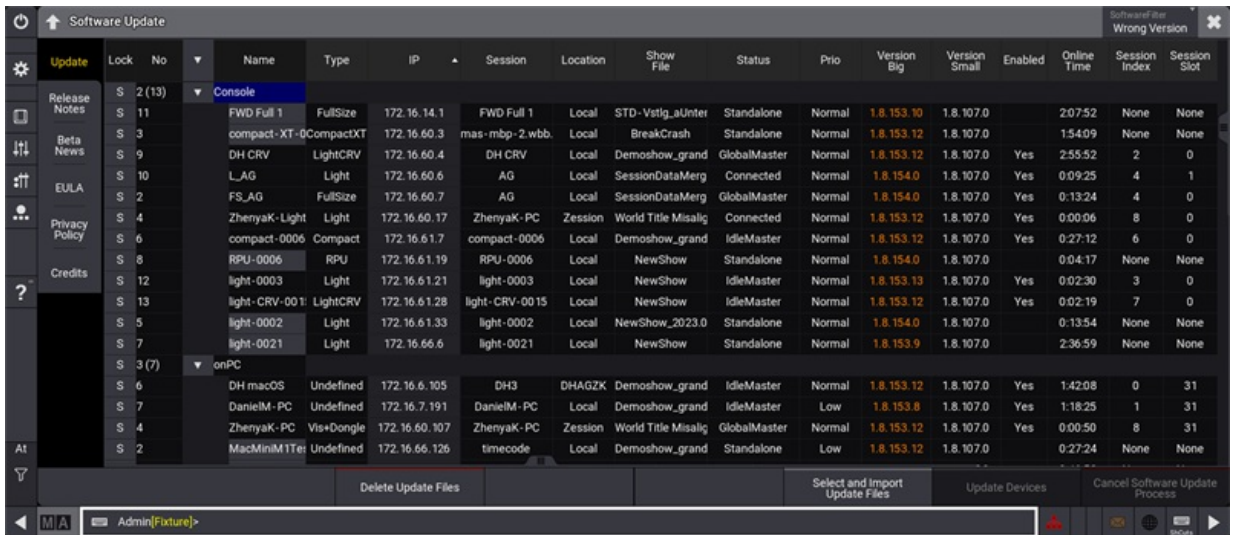 Software Update
SoftwareFilter
Wrong Version
Update
Release
Notes
Beta
News
EULA
Privacy
Policy
Credits
Lock No Name Type IP Session Location Show File Status Prio Version Big Version Small Enabled Online Time Session Index Session Slot
S 2 (13) Console
S 11 FWD Full 1 FullSize 172.16.14.1 FWD Full 1 Local STD-Vstlg_aUnter Standalone Normal 1.8.153.10 1.8.107.0 2:07:52 None None
S 3 compact-XT-0 CompactXT 172.16.60.3 mas-mbp-2.wbb. Local BreakCrash Standalone Normal 1.8.153.12 1.8.107.0 1:54:09 None None
S 9 DH CRV LightCRV 172.16.60.4 DH CRV Local Demoshow_grand GlobalMaster Normal 1.8.153.12 1.8.107.0 Yes 2:55:52 2 0
S 10 L_AG Light 172.16.60.6 AG Local SessionDataMerg Connected Normal 1.8.154.0 1.8.107.0 Yes 0:09:25 4 1
S 2 FS_AG FullSize 172.16.60.7 AG Local SessionDataMerg GlobalMaster Normal 1.8.154.0 1.8.107.0 Yes 0:13:24 4 0
S 4 ZhenyaK-Light Light 172.16.60.17 ZhenyaK-PC Zession World Title Misalig Connected Normal 1.8.153.12 1.8.107.0 Yes 0:00:06 8 0
S 6 compact-0006 Compact 172.16.61.7 compact-0006 Local Demoshow_grand IdleMaster Normal 1.8.153.12 1.8.107.0 Yes 0:27:12 6 0
S 8 RPU-0006 RPU 172.16.61.19 RPU-0006 Local NewShow Standalone Normal 1.8.154.0 1.8.107.0 0:04:17 None None
S 12 light-0003 Light 172.16.61.21 light-0003 Local NewShow IdleMaster Normal 1.8.153.13 1.8.107.0 Yes 0:02:30 3 0
S 13 light-CRV-001 LightCRV 172.16.61.28 light-CRV-0015 Local NewShow IdleMaster Normal 1.8.153.12 1.8.107.0 Yes 0:02:19 7 0
S 5 light-0002 Light 172.16.61.33 light-0002 Local NewShow_2023.0 Standalone Normal 1.8.154.0 1.8.107.0 0:13:54 None None
S 7 light-0021 Light 172.16.66.6 light-0021 Local NewShow Standalone Normal 1.8.153.9 1.8.107.0 2:36:59 None None
S 3 (7) onPC
S 6 DH macOS Undefined 172.16.6.105 DH3 DHAGZK Demoshow_grand IdleMaster Normal 1.8.153.12 1.8.107.0 Yes 1:42:08 0 31
S 7 DanielM-PC Undefined 172.16.7.191 DanielM-PC Local Demoshow_grand IdleMaster Low 1.8.153.8 1.8.107.0 Yes 1:18:25 1 31
S 4 ZhenyaK-PC Vis+Dongle 172.16.60.107 ZhenyaK-PC Zession World Title Misalig GlobalMaster Normal 1.8.153.12 1.8.107.0 Yes 0:00:50 8 31
S 2 MacMiniM1Tes Undefined 172.16.66.126 timecode Local Demoshow_grand Standalone Low 1.8.153.12 1.8.107.0 0:27:24 None None
At
Delete Update Files
Select and Import
Update Files
Update Devices
Cancel Software Update
Process
MA
Admin[Fixture]>
ShCuts